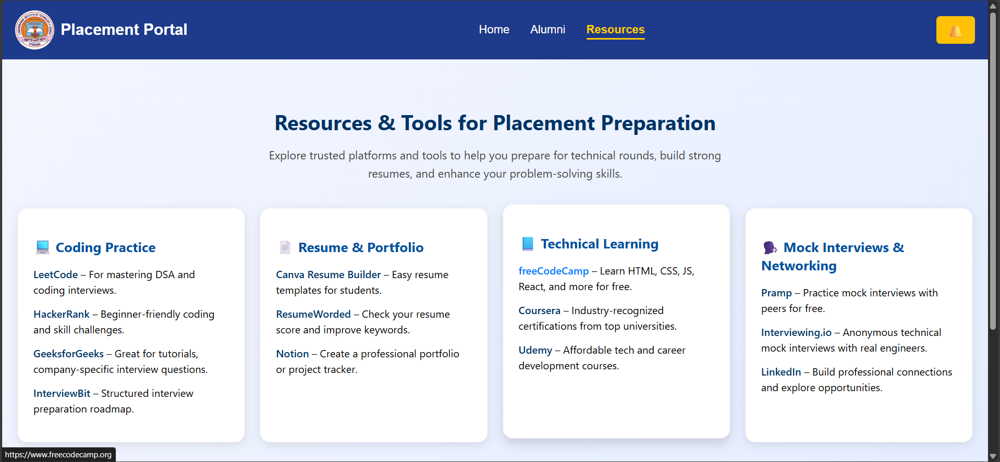 Placement Portal
Home
Alumni
Resources
Resources & Tools for Placement Preparation
Explore trusted platforms and tools to help you prepare for technical rounds, build strong
resumes, and enhance your problem-solving skills.
Coding Practice
LeetCode – For mastering DSA and
coding interviews.
HackerRank – Beginner-friendly coding
and skill challenges.
GeeksforGeeks – Great for tutorials,
company-specific interview questions.
InterviewBit – Structured interview
preparation roadmap.
Resume & Portfolio
Canva Resume Builder – Easy resume
templates for students.
ResumeWorded – Check your resume
score and improve keywords.
Notion – Create a professional portfolio
or project tracker.
Technical Learning
freeCodeCamp – Learn HTML, CSS, JS,
React, and more for free.
Coursera – Industry-recognized
certifications from top universities.
Udemy – Affordable tech and career
development courses.
Mock Interviews &
Networking
Pramp – Practice mock interviews with
peers for free.
Interviewing.io – Anonymous technical
mock interviews with real engineers.
LinkedIn – Build professional connections
and explore opportunities.
https://www.freecodecamp.org